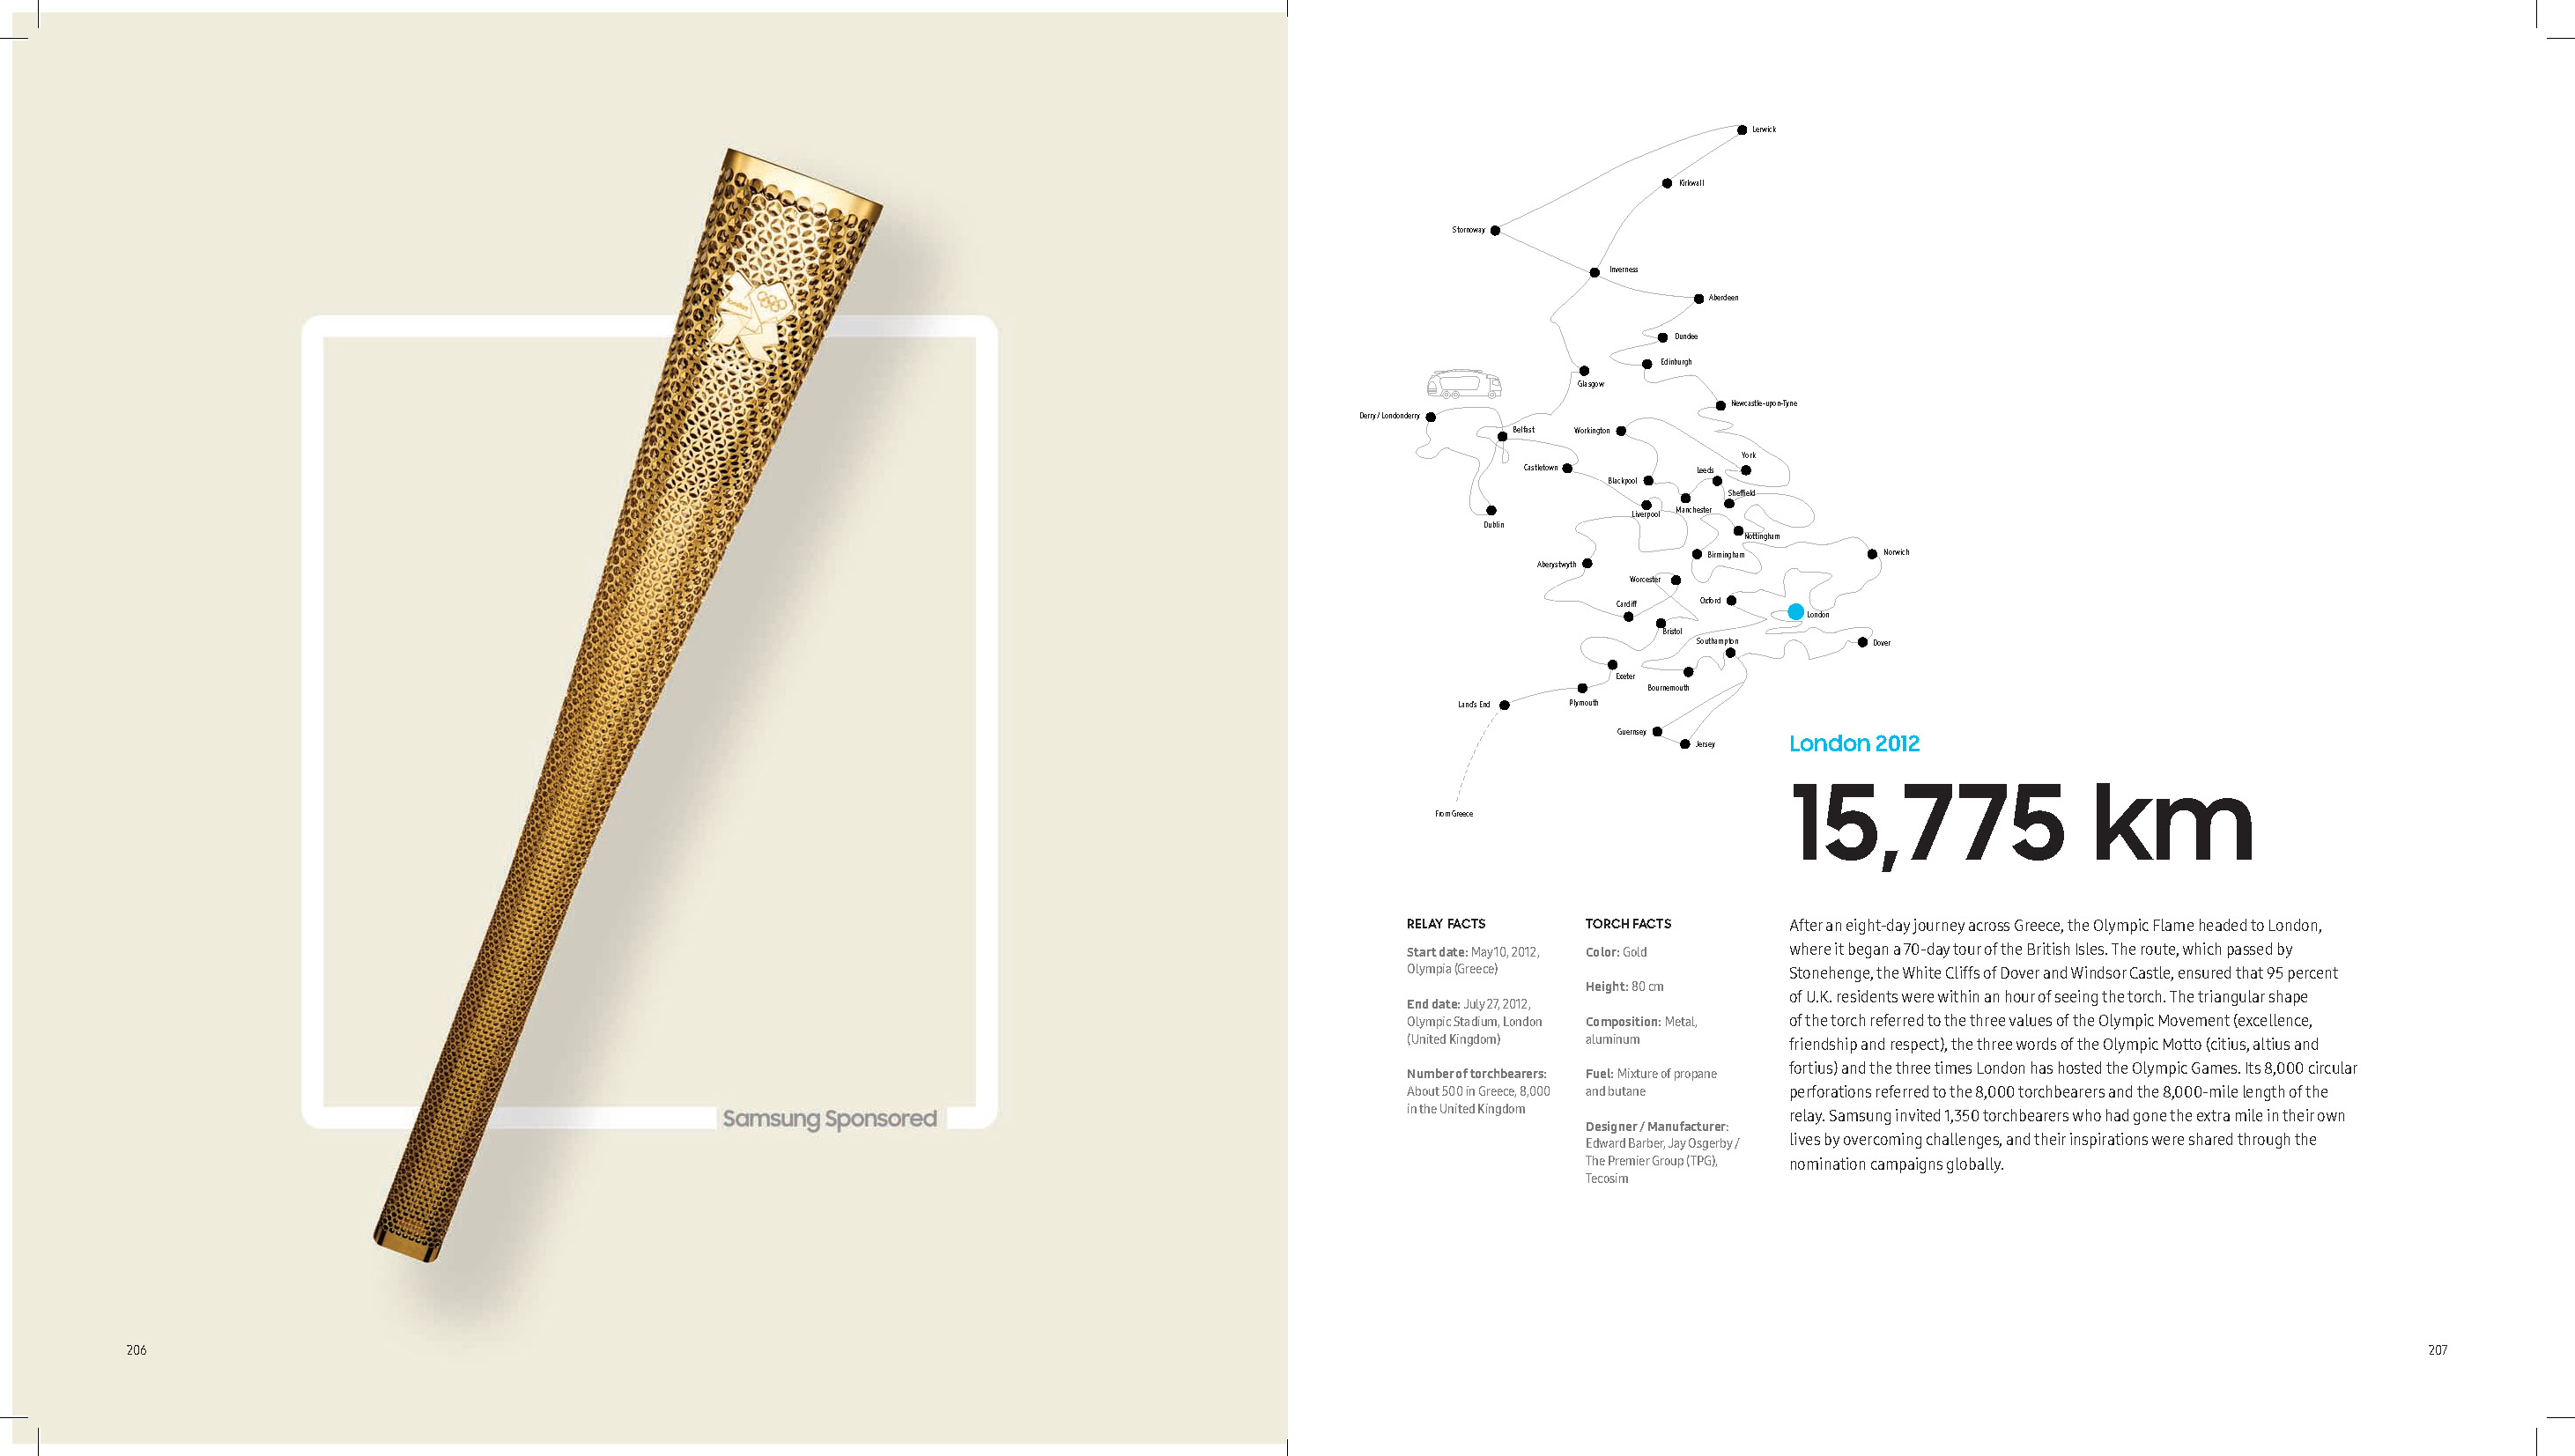 london
Samsung Sponsored
206
Lerwick
Kirkwall
Stornoway
Inverness
Aberdeen
Dundee
Edinburgh
Glasgow
Newcastle-upon-Tyne
Derry / Londonderry
Belfast
Workington
York
Castletown
Leeds
Blackpool
Sheffield
Liverpool
Manchester
Dublin
Nottingham
Norwich
Birmingham
Aberystwyth
Worcester
Cardiff
Oxford
London
Bristol
Southampton
Dover
Exeter
Bournemouth
Land's End
Plymouth
Guernsey
Jersey
From Greece
London 2012
15,775 km
RELAY FACTS
Start date: May 10, 2012,
Olympia (Greece)
End date: July 27, 2012,
Olympic Stadium, London
(United Kingdom)
Number of torchbearers:
About 500 in Greece, 8,000
in the United Kingdom
TORCH FACTS
Color: Gold
Height: 80 cm
Composition: Metal,
aluminum
Fuel: Mixture of propane
and butane
Designer / Manufacturer:
Edward Barber, Jay Osgerby /
The Premier Group (TPG),
Tecosim
After an eight-day journey across Greece, the Olympic Flame headed to London,
where it began a 70-day tour of the British Isles. The route, which passed by
Stonehenge, the White Cliffs of Dover and Windsor Castle, ensured that 95 percent
of U.K. residents were within an hour of seeing the torch. The triangular shape
of the torch referred to the three values of the Olympic Movement (excellence,
friendship and respect), the three words of the Olympic Motto (citius, altius and
fortius) and the three times London has hosted the Olympic Games. Its 8,000 circular
perforations referred to the 8,000 torchbearers and the 8,000-mile length of the
relay. Samsung invited 1,350 torchbearers who had gone the extra mile in their own
lives by overcoming challenges, and their inspirations were shared through the
nomination campaigns globally.
207